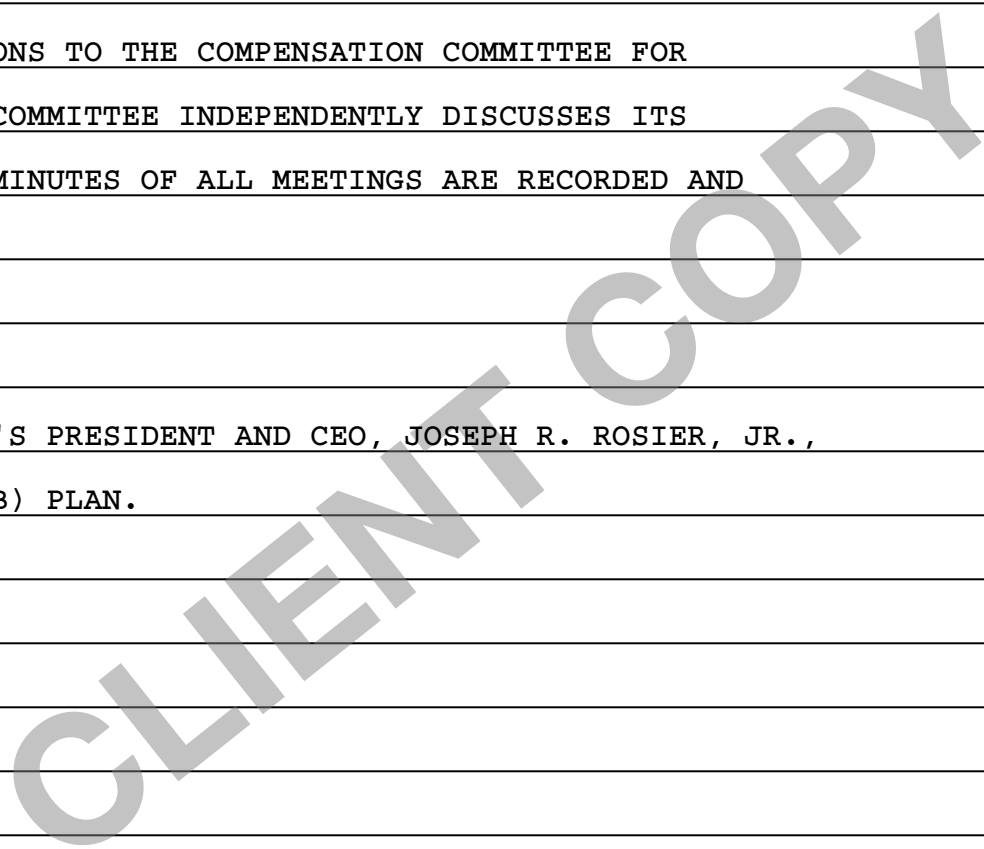 ONS TO THE COMPENSATION COMMITTEE FOR
COMMITTEE INDEPENDENTLY DISCUSSES ITS
MINUTES OF ALL MEETINGS ARE RECORDED AND
'S PRESIDENT AND CEO, JOSEPH R. ROSIER, JR.,
B) PLAN.
CLIENT COPY